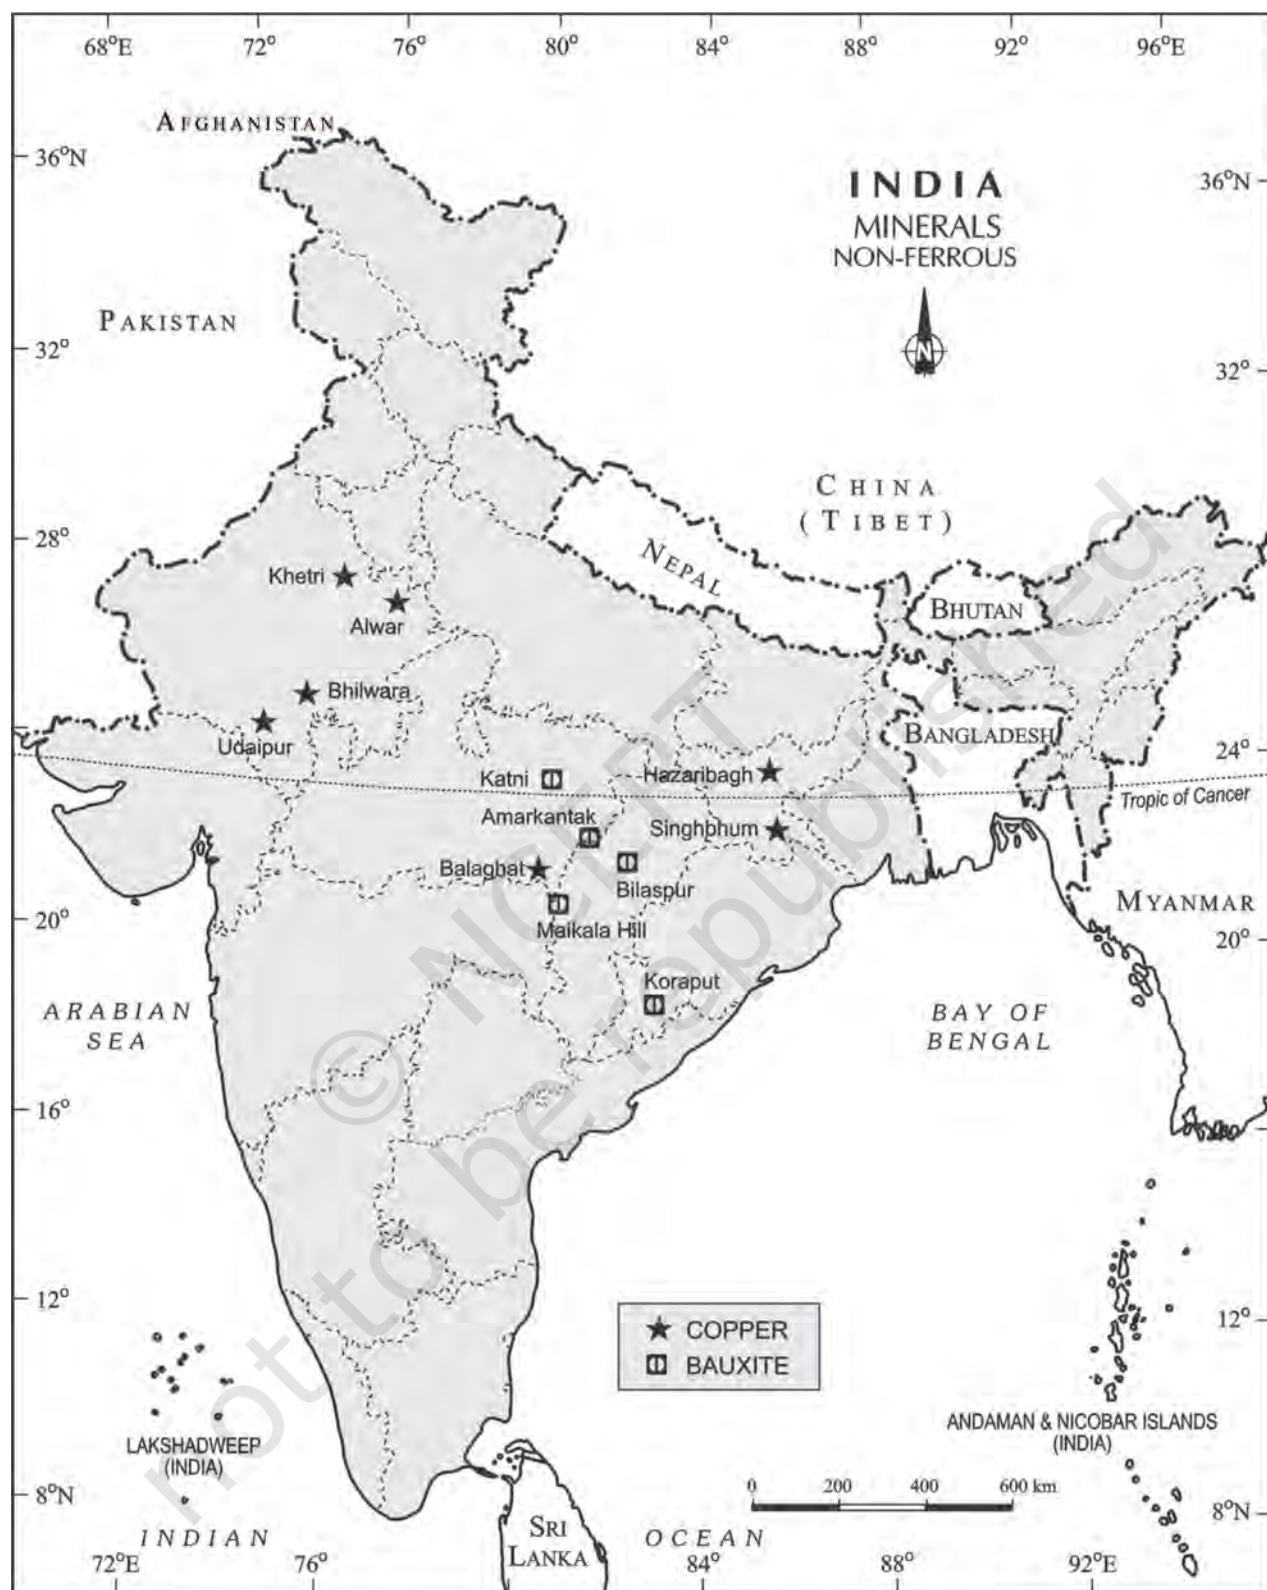 68°E 72° 76° 80° 84° 88° 92° 96°E
AFGHANISTAN
36°N
INDIA
MINERALS
NON-FERROUS
36°N
N
PAKISTAN
32°
32°
CHINA
(TIBET)
28°
28°
NEPAL
BHUTAN
Khetri
Alwar
Bhilwara
Udaipur
BANGLADESH
24°
Katni
Hazaribagh
Tropic of Cancer
Amarkantak
Singhbhum
Balaghat
Bilaspur
MYANMAR
20°
Maikala Hill
20°
Koraput
ARABIAN
SEA
BAY OF
BENGAL
16°
COPPER
BAUXITE
12°
12°
LAKSHADWEEP
(INDIA)
ANDAMAN & NICOBAR ISLANDS
(INDIA)
0 200 400 600 km
8°N
8°N
INDIAN
SRI
LANKA
OCEAN
72°E 76° 84° 88° 92°E
© NCERT
not to be republished